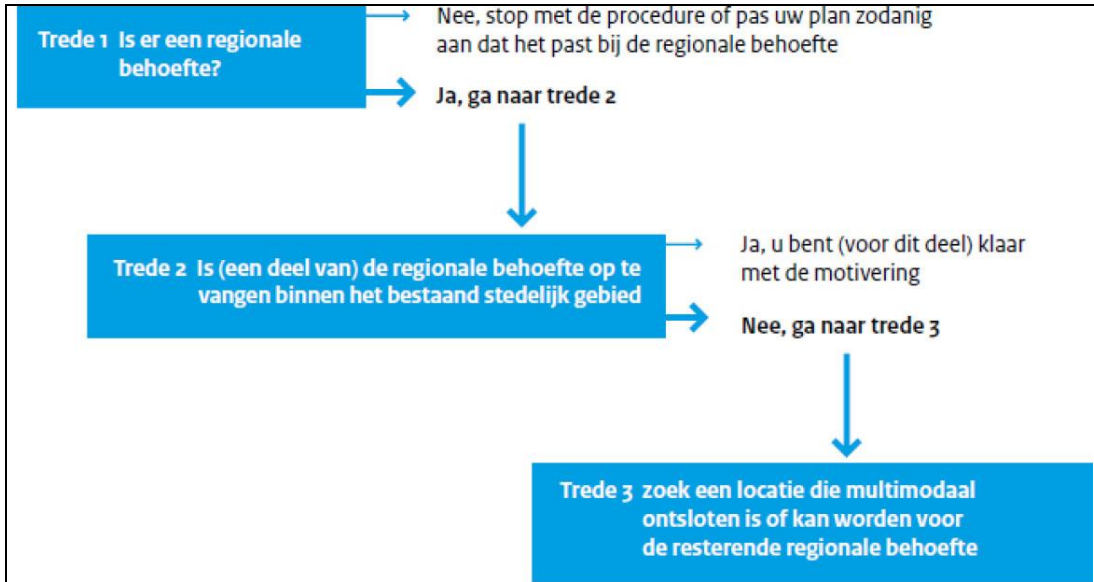 Trede 1 Is er een regionale
behoefte?
Nee, stop met de procedure of pas uw plan zodanig
aan dat het past bij de regionale behoefte
Ja, ga naar trede 2
Trede 2 Is (een deel van) de regionale behoefte op te
vangen binnen het bestaand stedelijk gebied
Ja, u bent (voor dit deel) klaar
met de motivering
Nee, ga naar trede 3
Trede 3 zoek een locatie die multimodaal
ontsloten is of kan worden voor
de resterende regionale behoefte